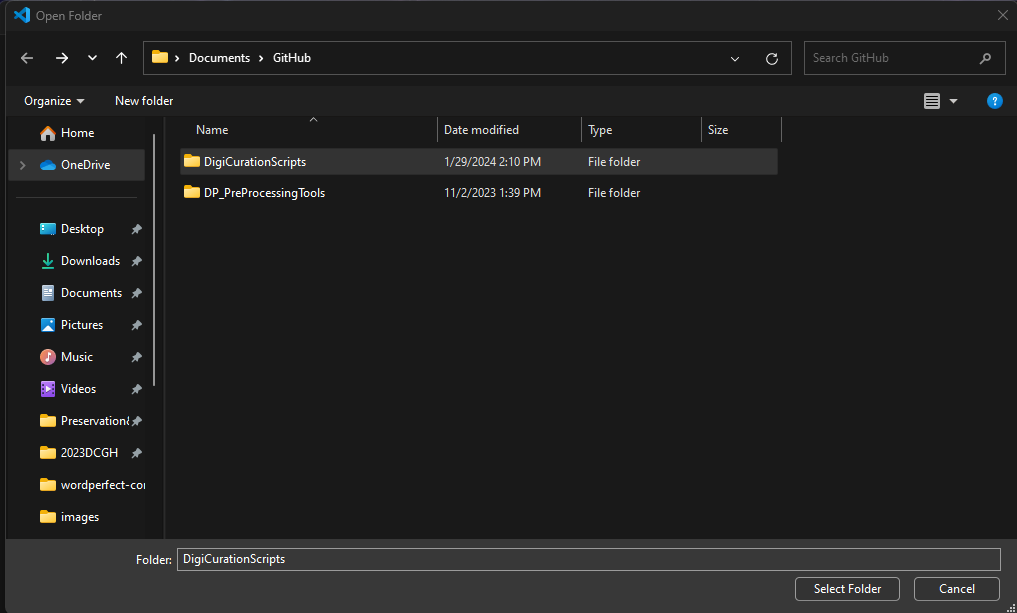 Open Folder
Documents > GitHub
Search GitHub
Organize
New folder
?
Name Date modified Type Size
DigiCurationScripts 1/29/2024 2:10 PM File folder
DP_PreProcessingTools 11/2/2023 1:39 PM File folder
Home
OneDrive
Desktop
Downloads
Documents
Pictures
Music
Videos
Preservation
2023DCGH
wordperfect-co
images
Folder: DigiCurationScripts
Select Folder Cancel